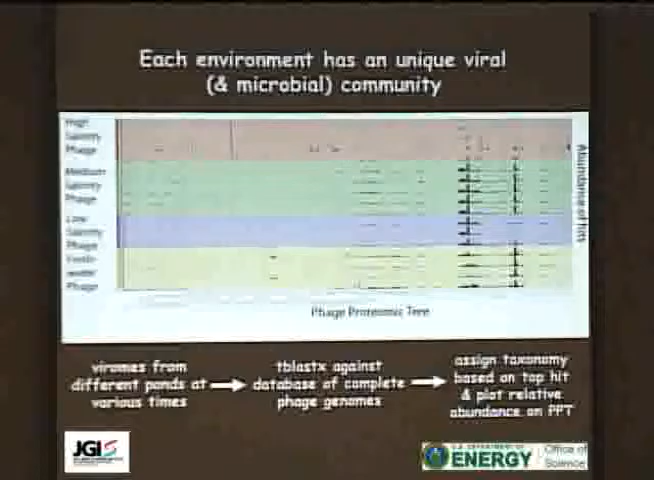 Each environment has an unique viral
(& microbial) community
High
Salinity
Phage
Medium
Salinity
Phage
Low
Salinity
Phage
Fresh
water
Phage
Abundance of hits
Phage Proteomic Tree
viromes from
different ponds at
various times
tblastx against
database of complete
phage genomes
assign taxonomy
based on top hit
& plot relative
abundance on PPT
JGI
U.S. DEPARTMENT OF
ENERGY
Office of
Science